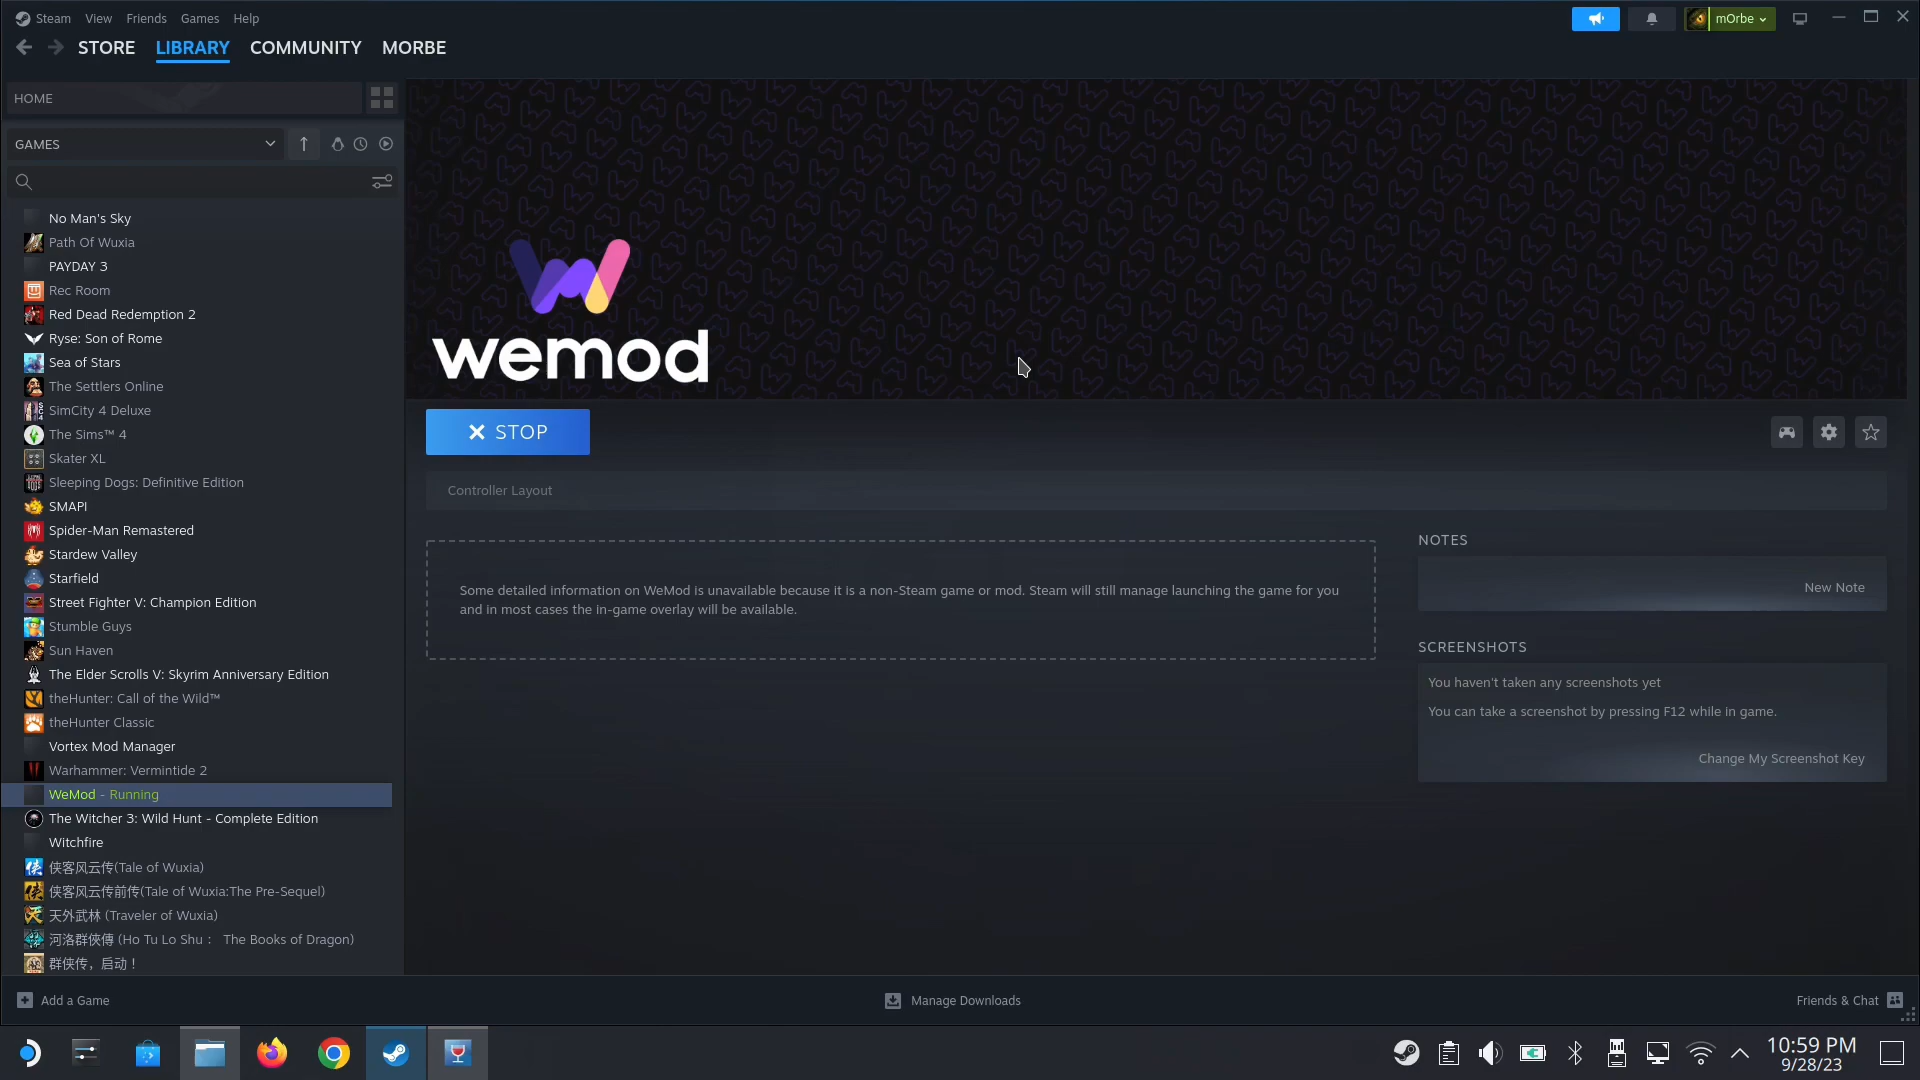 Steam View Friends Games Help
mOrbe
STORE LIBRARY COMMUNITY MORBE
HOME
GAMES
No Man's Sky
Path Of Wuxia
PAYDAY 3
Rec Room
Red Dead Redemption 2
Ryse: Son of Rome
Sea of Stars
The Settlers Online
SimCity 4 Deluxe
The Sims™ 4
Skater XL
Sleeping Dogs: Definitive Edition
SMAPI
Spider-Man Remastered
Stardew Valley
Starfield
Street Fighter V: Champion Edition
Stumble Guys
Sun Haven
The Elder Scrolls V: Skyrim Anniversary Edition
theHunter: Call of the Wild™
theHunter Classic
Vortex Mod Manager
Warhammer: Vermintide 2
WeMod - Running
The Witcher 3: Wild Hunt - Complete Edition
Witchfire
侠客风云传(Tale of Wuxia)
侠客风云传前传(Tale of Wuxia:The Pre-Sequel)
天外武林 (Traveler of Wuxia)
河洛群俠傳 (Ho Tu Lo Shu： The Books of Dragon)
群侠传，启动！
wemod
STOP
Controller Layout
Some detailed information on WeMod is unavailable because it is a non-Steam game or mod. Steam will still manage launching the game for you
and in most cases the in-game overlay will be available.
NOTES
New Note
SCREENSHOTS
You haven't taken any screenshots yet
You can take a screenshot by pressing F12 while in game.
Change My Screenshot Key
Add a Game
Manage Downloads
Friends & Chat
10:59 PM
9/28/23